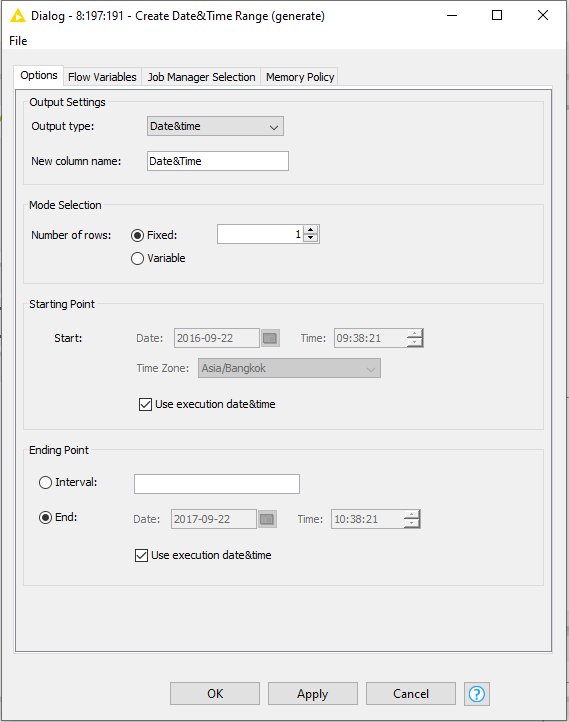 Dialog - 8:197:191 - Create Date&Time Range (generate)
File
Options Flow Variables Job Manager Selection Memory Policy
Output Settings
Output type: Date&time
New column name: Date&Time
Mode Selection
Number of rows: Fixed: 1
Variable
Starting Point
Start: Date: 2016-09-22 Time: 09:38:21
Time Zone: Asia/Bangkok
Use execution date&time
Ending Point
Interval:
End: Date: 2017-09-22 Time: 10:38:21
Use execution date&time
OK Apply Cancel ?